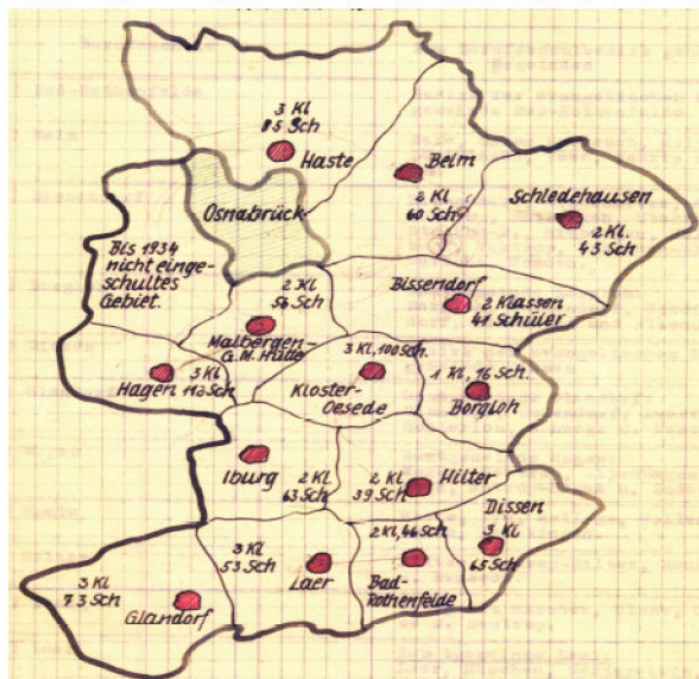 3 Kl
85 Sch
Haste
Belm
2 Kl
60 Sch
Schledehausen
2 Kl.
43 Sch
Osnabrück
Bis 1934
nicht einge-
schultes
Gebiet.
2 Kl
56 Sch
Malbergen-
G.M.Hütte
Bissendorf
2 Klassen
41 Schüler
Hagen
3 Kl
Sch
3 Kl, 100 Sch.
Kloster-
Oesede
1 Kl, 16 Sch.
Borgloh
Iburg
2 Kl
63 Sch
2 Kl
39 Sch
Hilter
Dissen
3 Kl
65 Sch
3 Kl
73 Sch
Glandorf
3 Kl
53 Sch
Laer
2 Kl, 46 Sch
Bad-
Rothenfelde